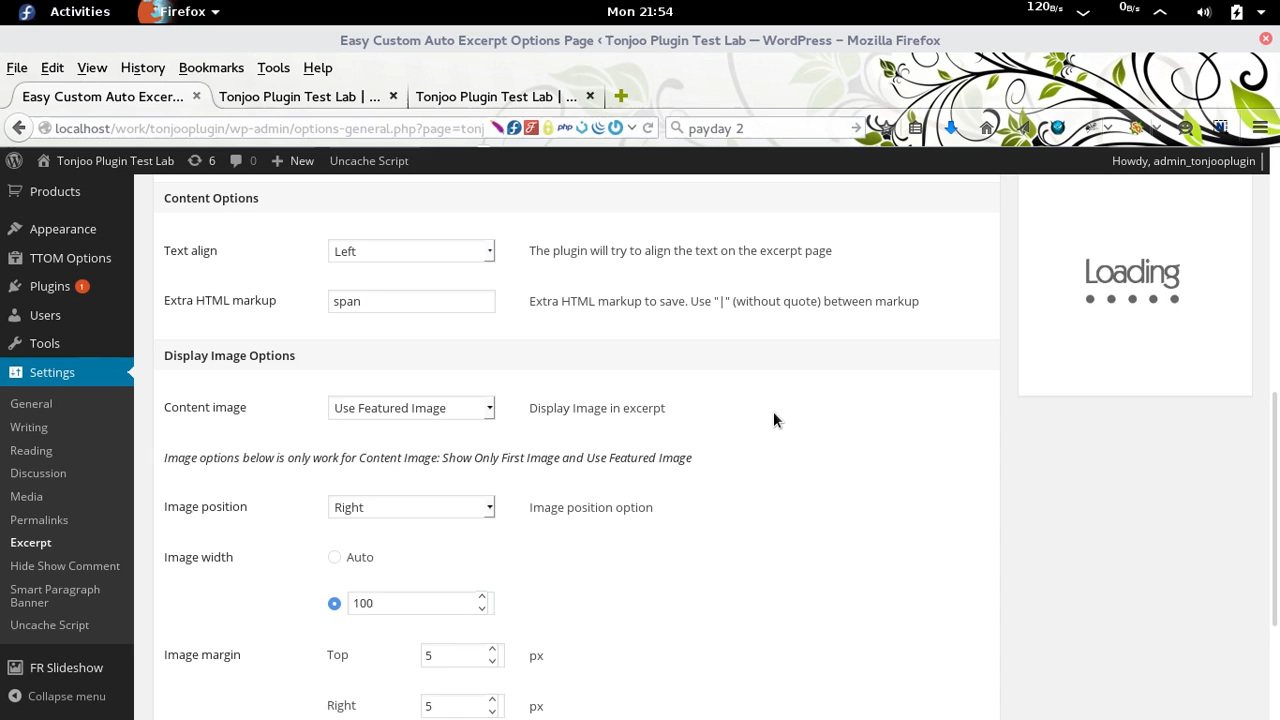 Activities Firefox Mon 21:54 120B/s 0B/s
Easy Custom Auto Excerpt Options Page ‹ Tonjoo Plugin Test Lab — WordPress – Mozilla Firefox
File Edit View History Bookmarks Tools Help
Easy Custom Auto Excer... Tonjoo Plugin Test Lab | ... Tonjoo Plugin Test Lab | ...
localhost/work/tonjooplugin/wp-admin/options-general.php?page=tonj php payday 2
Tonjoo Plugin Test Lab 6 0 New Uncache Script Howdy, admin_tonjooplugin
Products
Appearance
TTOM Options
Plugins 1
Users
Tools
Settings
General
Writing
Reading
Discussion
Media
Permalinks
Excerpt
Hide Show Comment
Smart Paragraph
Banner
Uncache Script
FR Slideshow
Collapse menu
Content Options
Text align Left The plugin will try to align the text on the excerpt page
Extra HTML markup span Extra HTML markup to save. Use "|" (without quote) between markup
Display Image Options
Content image Use Featured Image Display Image in excerpt
Image options below is only work for Content Image: Show Only First Image and Use Featured Image
Image position Right Image position option
Image width Auto
100
Image margin Top 5 px
Right 5 px
Loading